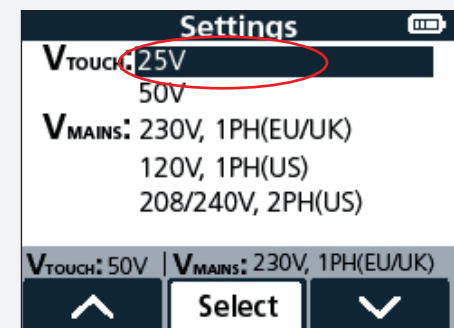 Settings
VTOUCH: 25V
50V
VMAINS: 230V, 1PH(EU/UK)
120V, 1PH(US)
208/240V, 2PH(US)
VTOUCH: 50V | VMAINS: 230V, 1PH(EU/UK)
Select